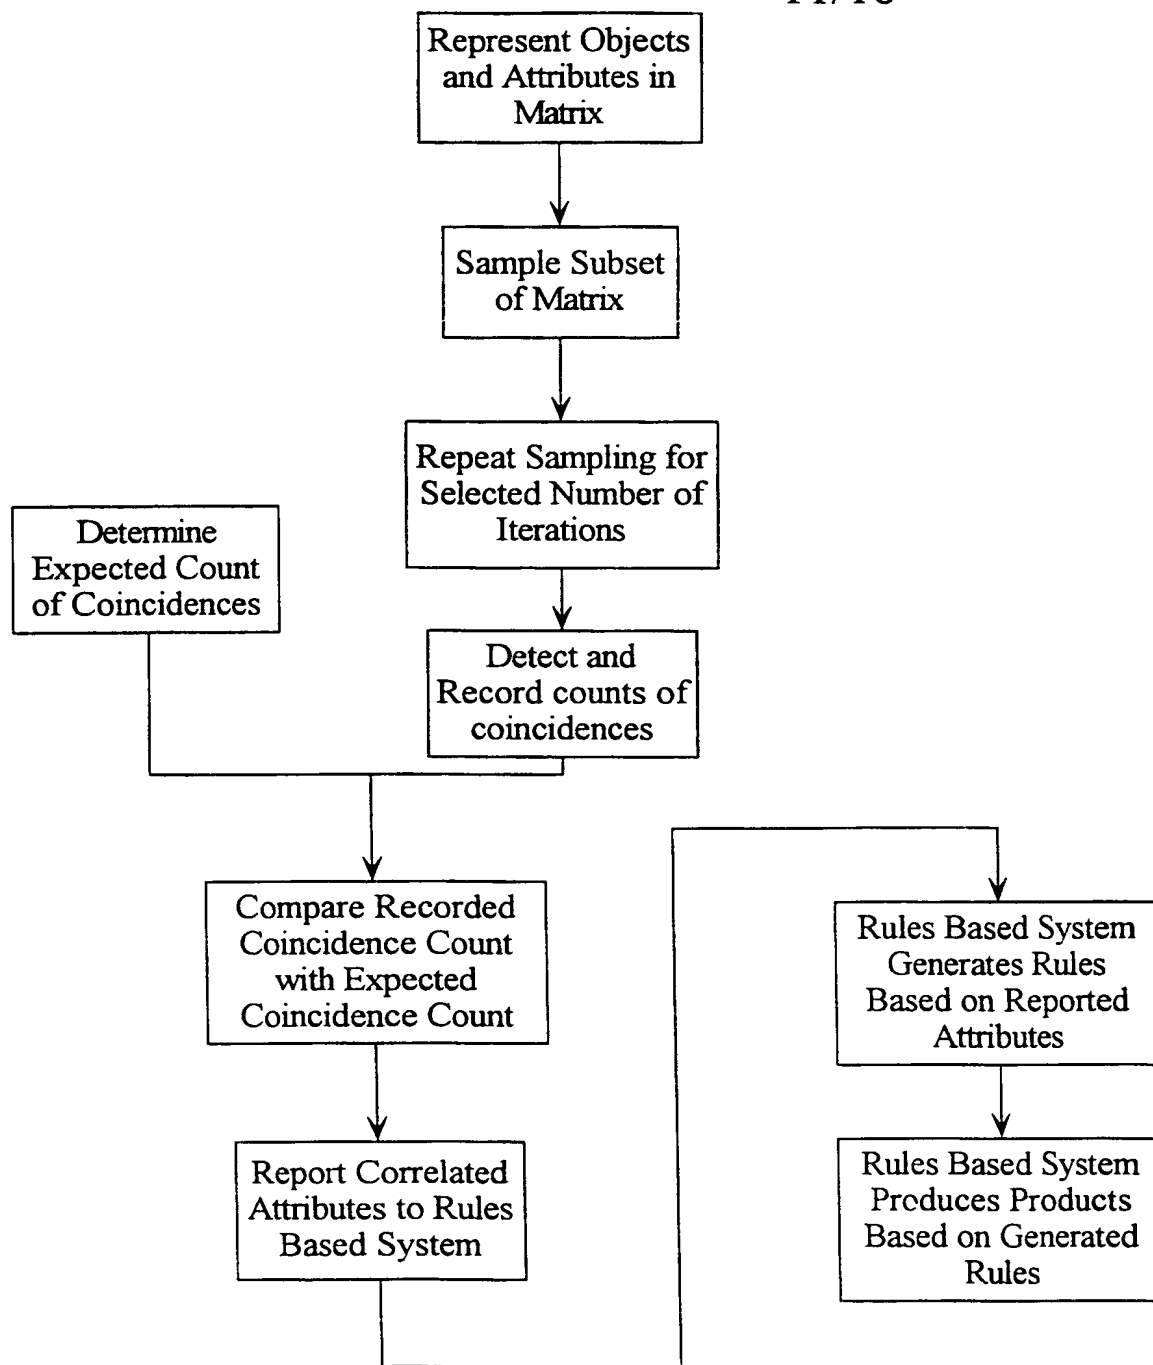 Represent Objects
and Attributes in
Matrix
Sample Subset
of Matrix
Repeat Sampling for
Selected Number of
Iterations
Determine
Expected Count
of Coincidences
Detect and
Record counts of
coincidences
Compare Recorded
Coincidence Count
with Expected
Coincidence Count
Report Correlated
Attributes to Rules
Based System
Rules Based System
Generates Rules
Based on Reported
Attributes
Rules Based System
Produces Products
Based on Generated
Rules